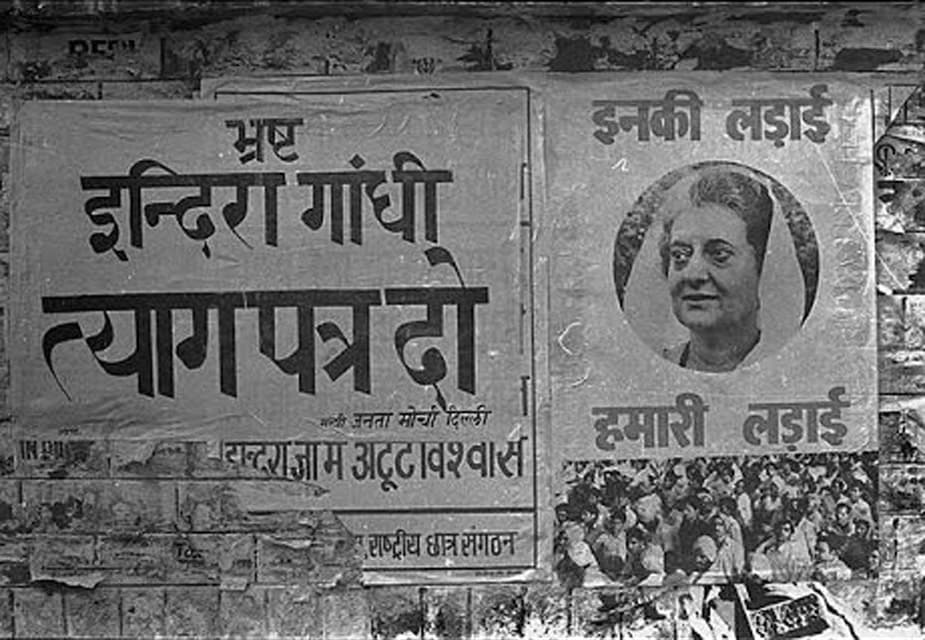 भ्रष्ट
इन्दिरा गांधी
त्यागपत्र दो
जनता मोर्चा दिल्ली
इन्दिरा जी में अटूट विश्वास
राष्ट्रीय छात्र संगठन
इनकी लड़ाई
हमारी लड़ाई